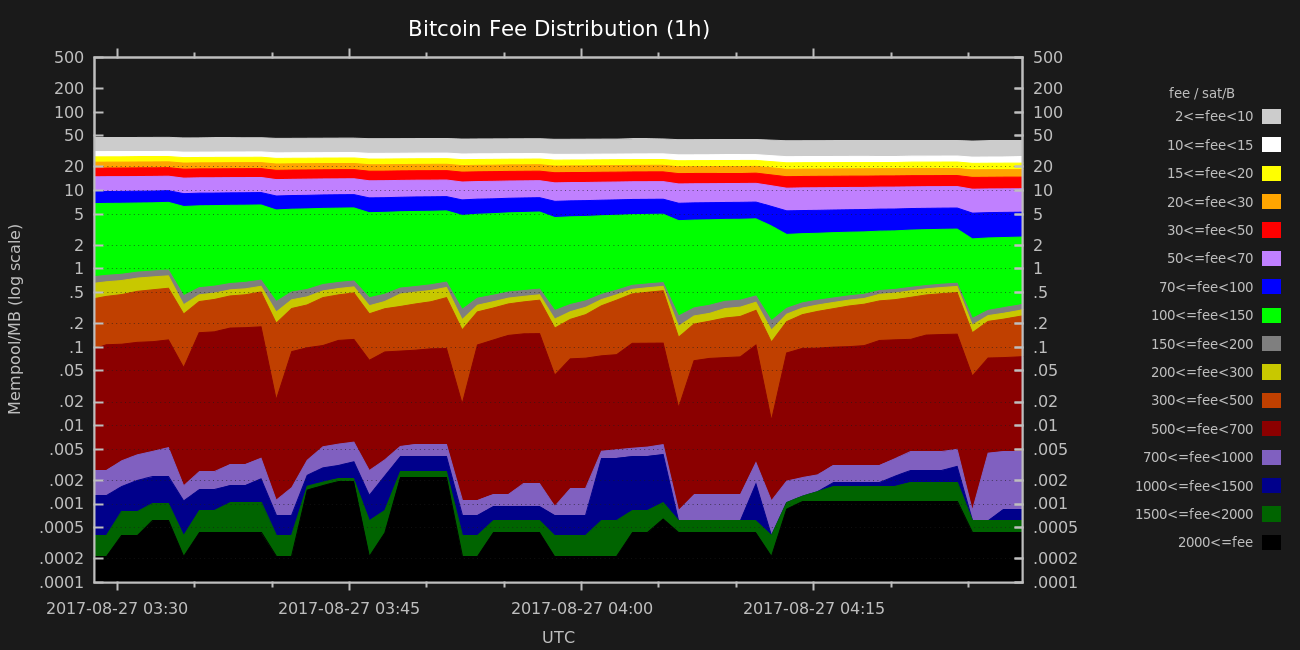 Bitcoin Fee Distribution (1h)
500
200
100
50
20
10
5
2
1
.5
.2
.1
.05
.02
.01
.005
.002
.001
.0005
.0002
.0001
Mempool/MB (log scale)
500
200
100
50
20
10
5
2
1
.5
.2
.1
.05
.02
.01
.005
.002
.001
.0005
.0002
.0001
2017-08-27 03:30
2017-08-27 03:45
2017-08-27 04:00
2017-08-27 04:15
UTC
fee / sat/B
2<=fee<10
10<=fee<15
15<=fee<20
20<=fee<30
30<=fee<50
50<=fee<70
70<=fee<100
100<=fee<150
150<=fee<200
200<=fee<300
300<=fee<500
500<=fee<700
700<=fee<1000
1000<=fee<1500
1500<=fee<2000
2000<=fee